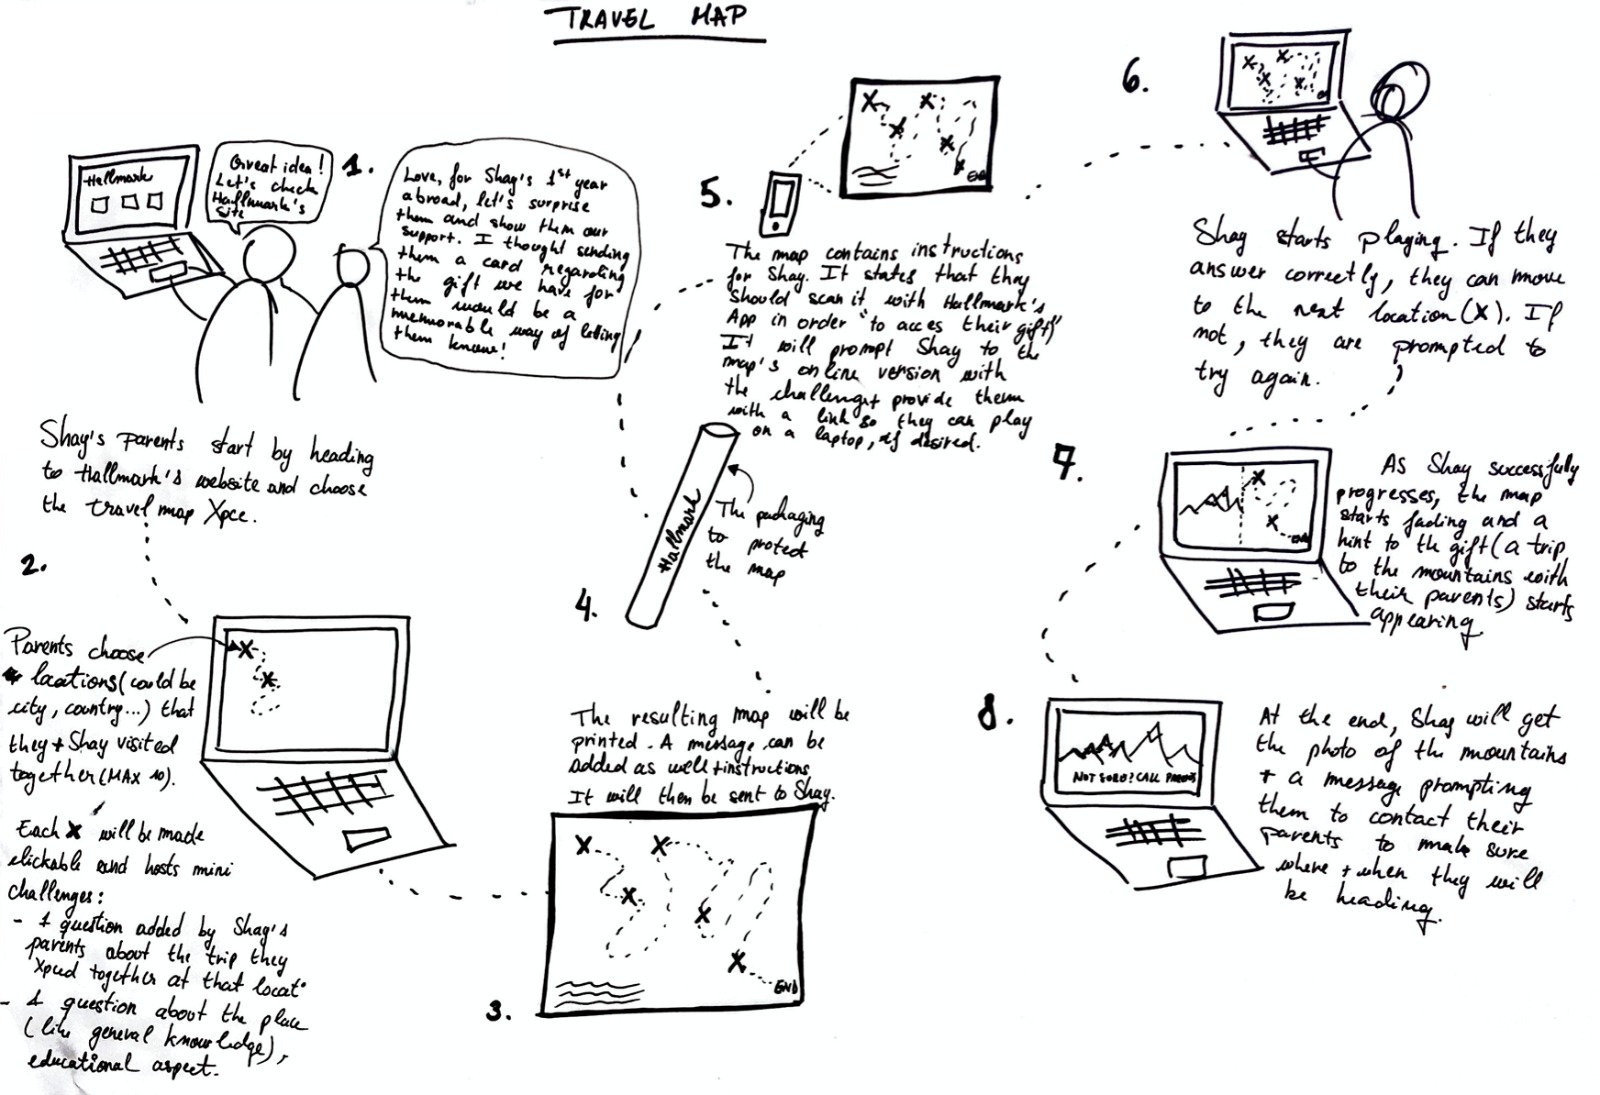 TRAVEL MAP
1.
Hallmark
Great idea!
Let's check
Hallmark's
site
Love, for Shay's 1st year
abroad, let's surprise
them and show them our
support. I thought sending
them a card regarding
the gift we have for
them would be a
memorable way of letting
them know!
Shay's parents start by heading
to Hallmark's website and choose
the travel map Xpce.
2.
Parents choose
locations (could be
city, country...) that
they + Shay visited
together (MAX 10).
Each X will be made
clickable and hosts mini
challenges:
- 1 question added by Shay's
parents about the trip they
Xpced together at that locat.
- 1 question about the place
(like general knowledge),
educational aspect.
3.
The resulting map will be
printed. A message can be
added as well + instructions.
It will then be sent to Shay.
END
4.
Hallmark
The packaging
to protect
the map
5.
END
The map contains instructions
for Shay. It states that they
should scan it with Hallmark's
App in order "to acces their gift"
It will prompt Shay to the
map's online version with
the challenges + provide them
with a link so they can play
on a laptop, if desired.
6.
Shay starts playing. If they
answer correctly, they can move
to the next location (X). If
not, they are prompted to
try again.
7.
END
As Shay successfully
progresses, the map
starts fading and a
hint to the gift (a trip
to the mountains with
their parents) starts
appearing
8.
NOT SURE? CALL PARENTS
At the end, Shay will get
the photo of the mountains
+ a message prompting
them to contact their
parents to make sure
where + when they will
be heading.